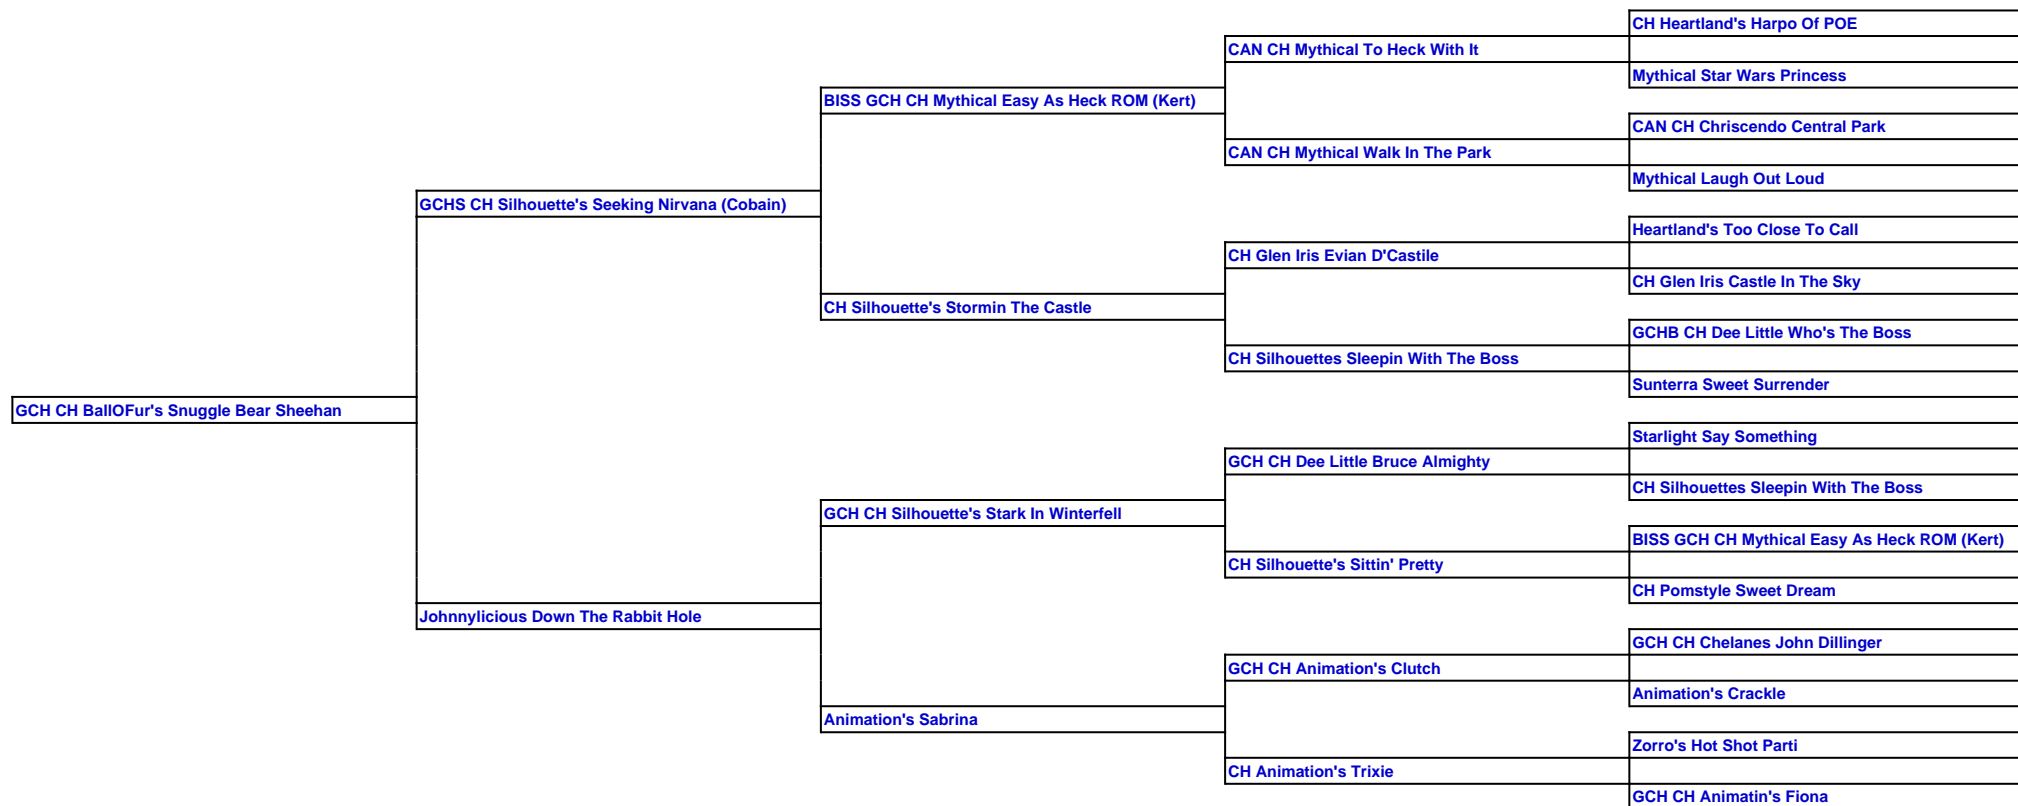 CH Heartland's Harpo Of POE
CAN CH Mythical To Heck With It
Mythical Star Wars Princess
BISS GCH CH Mythical Easy As Heck ROM (Kert)
CAN CH Chriscendo Central Park
CAN CH Mythical Walk In The Park
Mythical Laugh Out Loud
GCHS CH Silhouette's Seeking Nirvana (Cobain)
Heartland's Too Close To Call
CH Glen Iris Evian D'Castile
CH Glen Iris Castle In The Sky
CH Silhouette's Stormin The Castle
GCHB CH Dee Little Who's The Boss
CH Silhouettes Sleepin With The Boss
Sunterra Sweet Surrender
GCH CH BallOFur's Snuggle Bear Sheehan
Starlight Say Something
GCH CH Dee Little Bruce Almighty
CH Silhouettes Sleepin With The Boss
GCH CH Silhouette's Stark In Winterfell
BISS GCH CH Mythical Easy As Heck ROM (Kert)
CH Silhouette's Sittin' Pretty
CH Pomstyle Sweet Dream
Johnnylicious Down The Rabbit Hole
GCH CH Chelanes John Dillinger
GCH CH Animation's Clutch
Animation's Crackle
Animation's Sabrina
Zorro's Hot Shot Parti
CH Animation's Trixie
GCH CH Animatin's Fiona